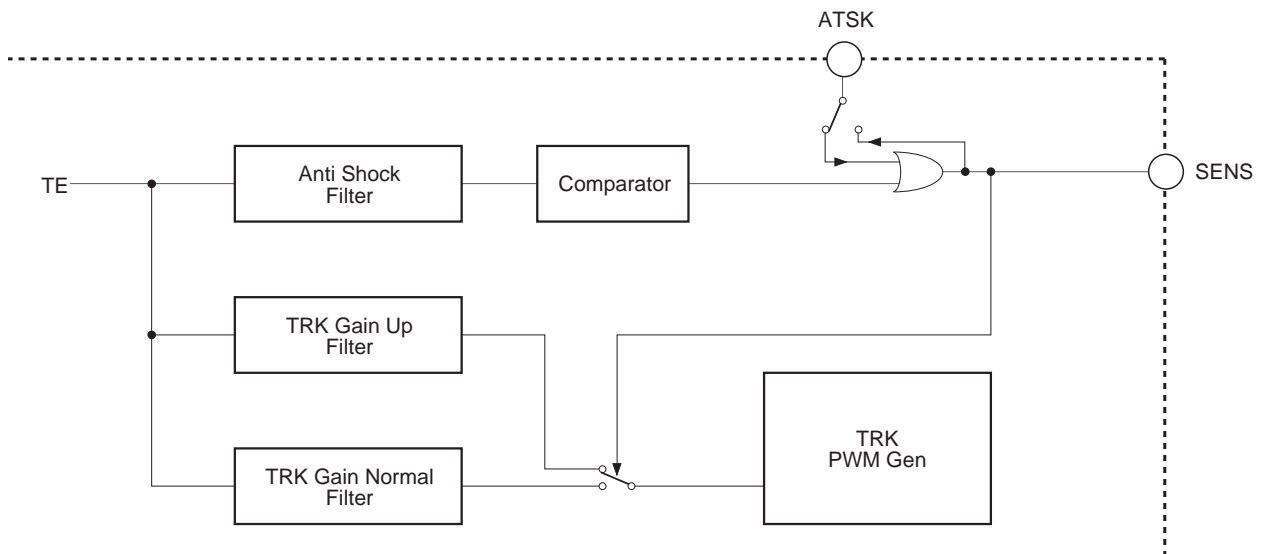 ATSK
Anti Shock
Filter
Comparator
SENS
TE
TRK Gain Up
Filter
TRK
PWM Gen
TRK Gain Normal
Filter